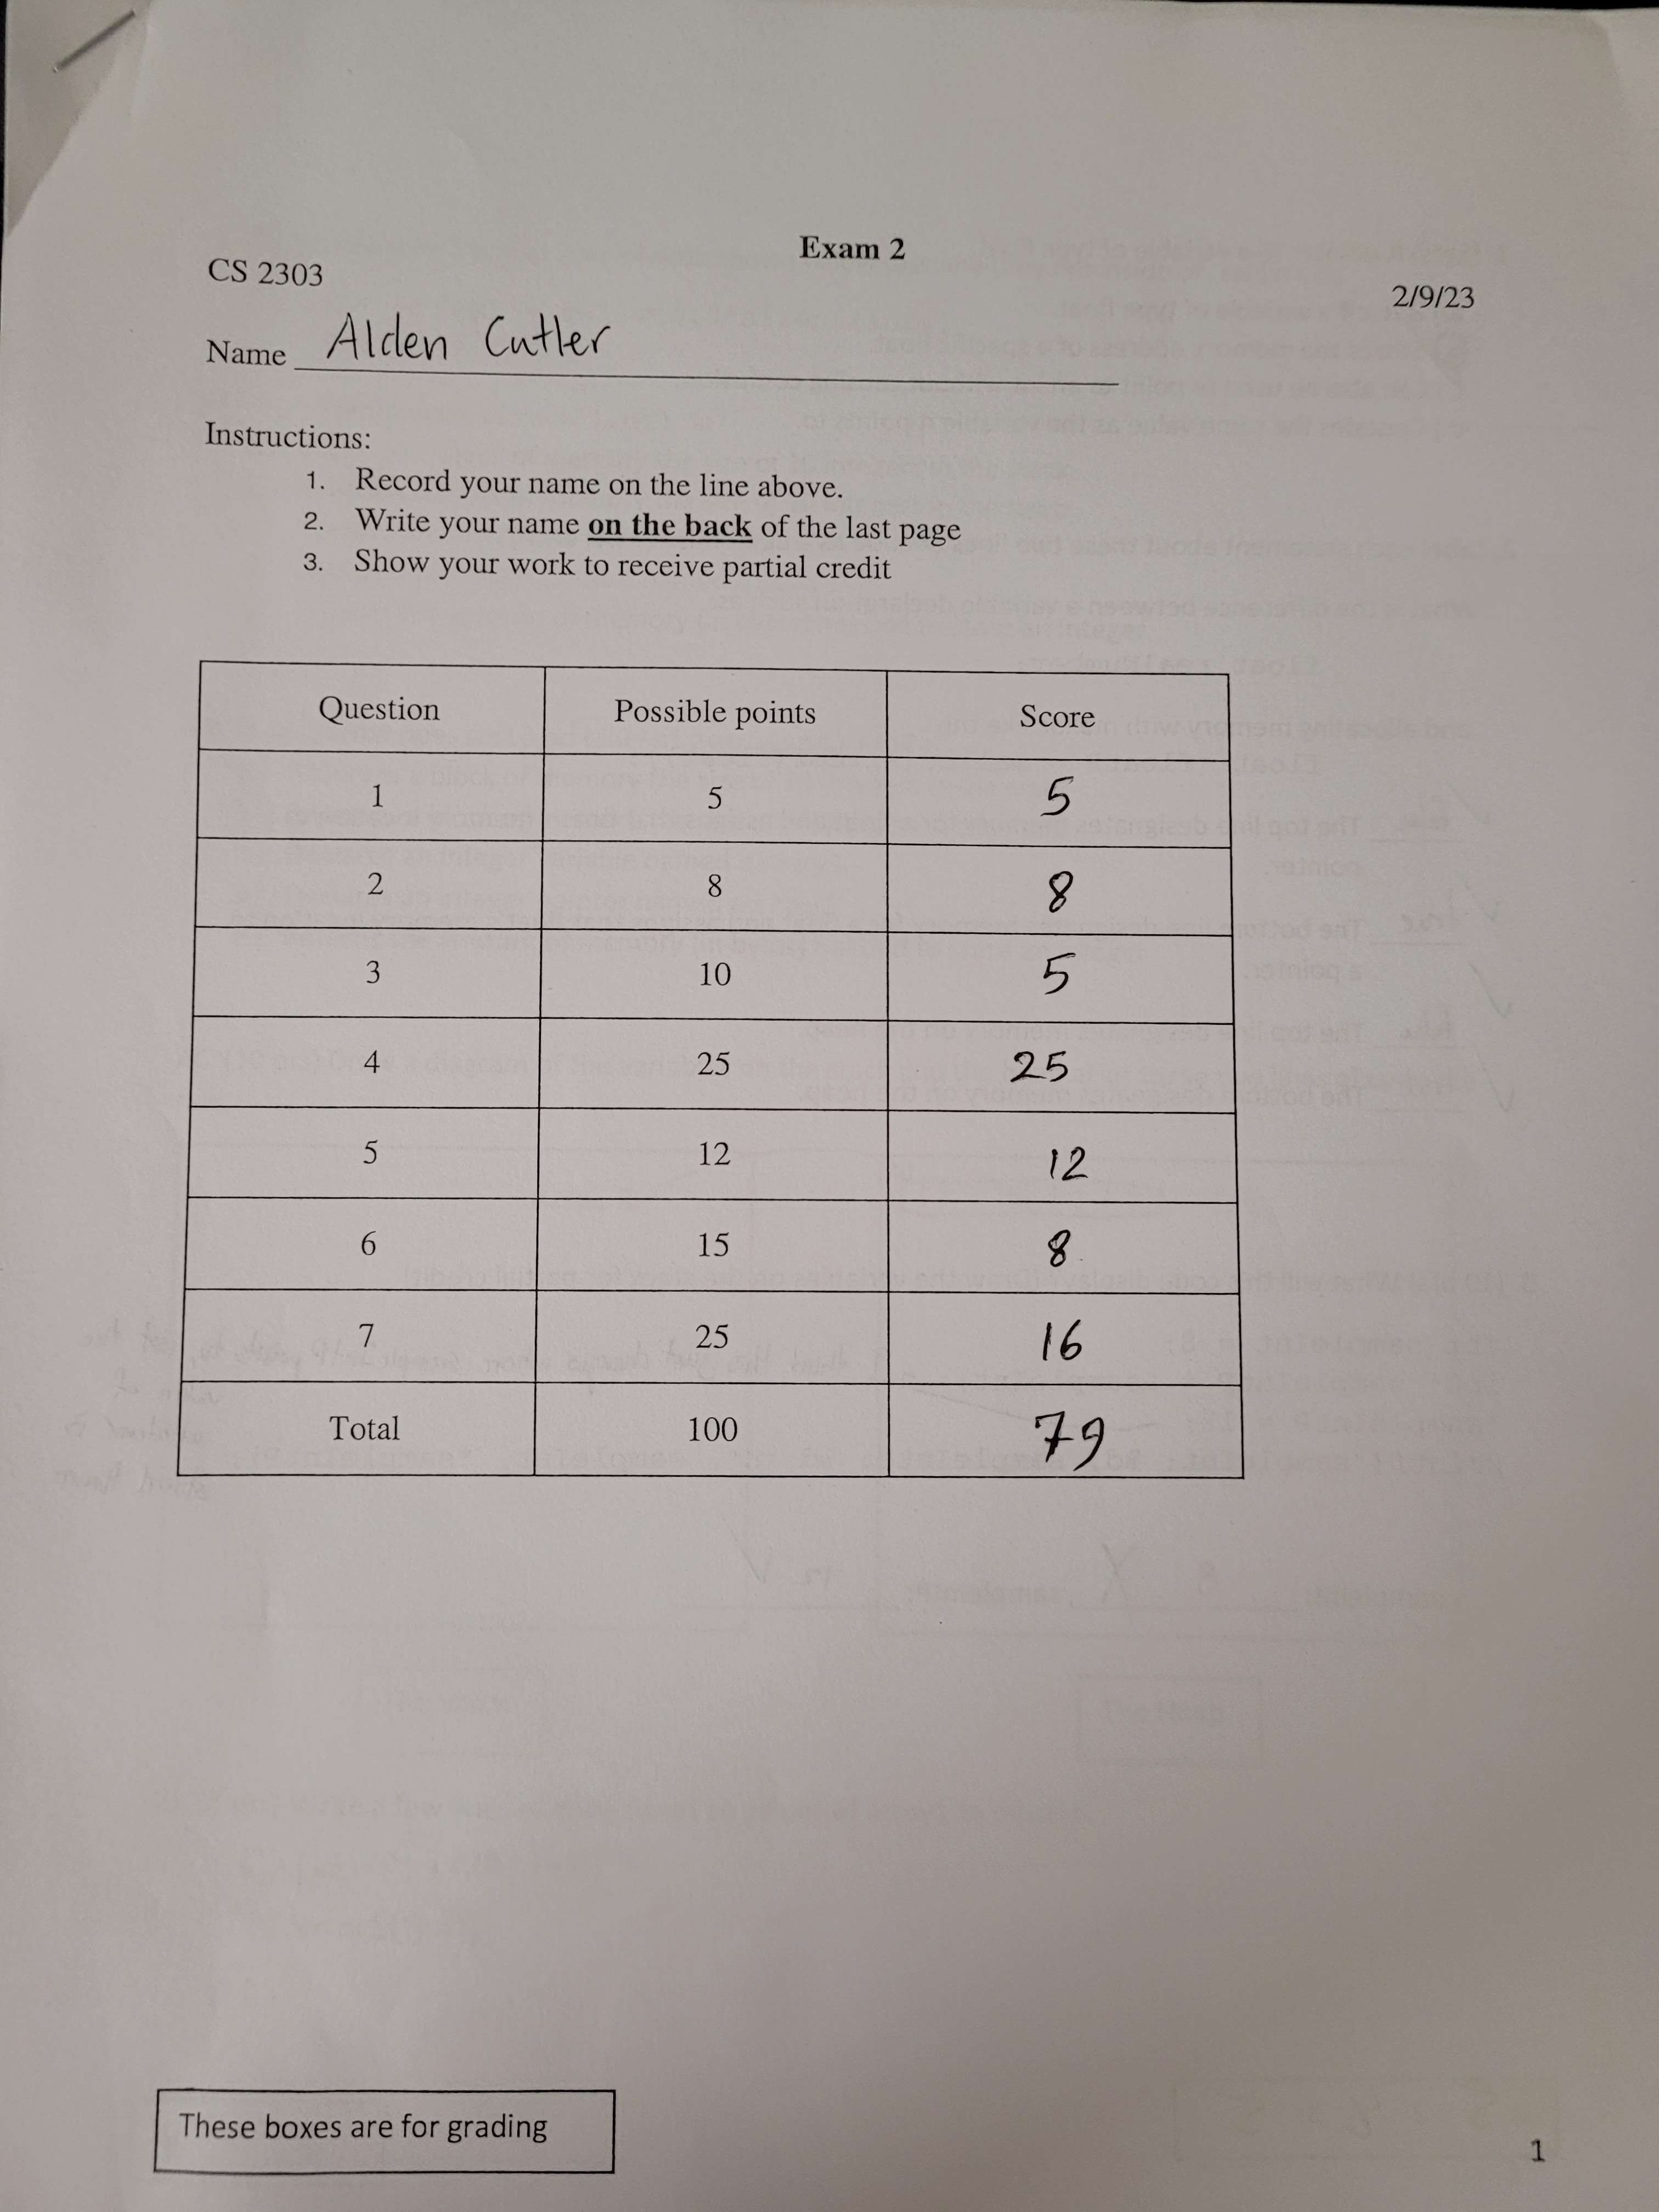 Exam 2
CS 2303
2/9/23
Name Alden Cutler
Instructions:
1. Record your name on the line above.
2. Write your name on the back of the last page
3. Show your work to receive partial credit
Question Possible points Score
1 5 5
2 8 8
3 10 5
4 25 25
5 12 12
6 15 8
7 25 16
Total 100 79
These boxes are for grading
1